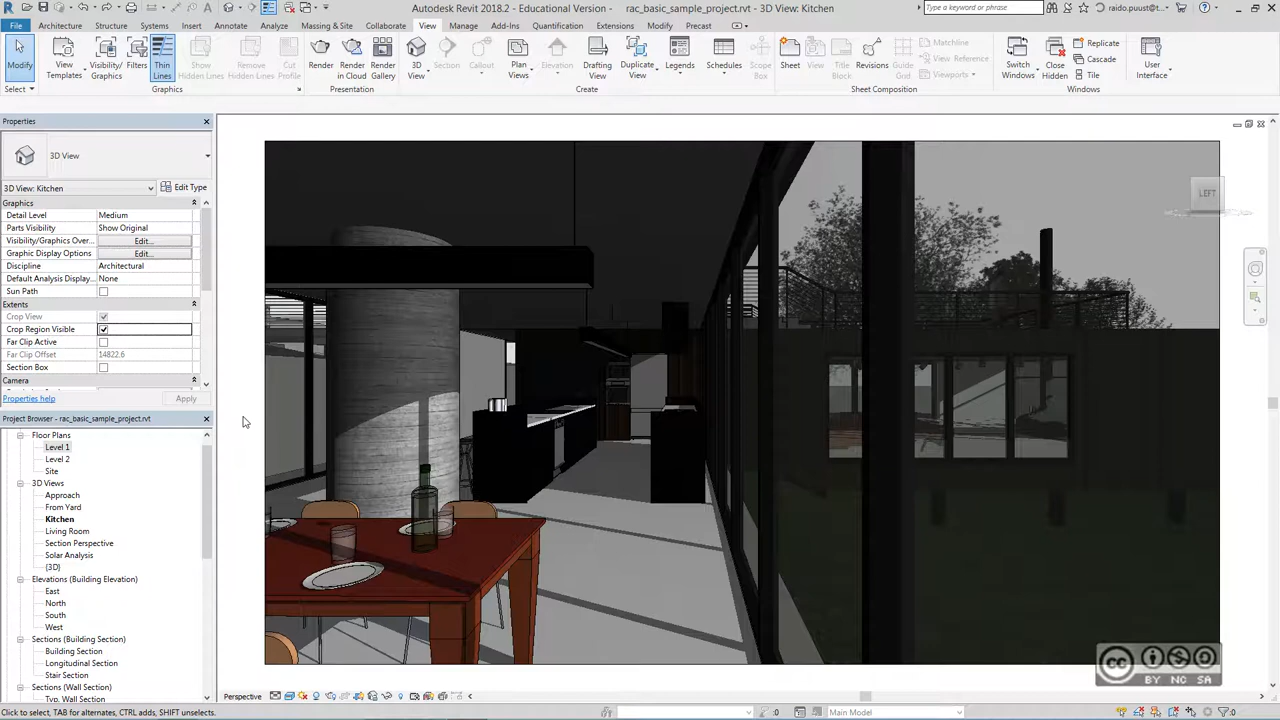 Autodesk Revit 2018.2 - Educational Version - rac_basic_sample_project.rvt - 3D View: Kitchen
Type a keyword or phrase
raido.puust@t...
File Architecture Structure Systems Insert Annotate Analyze Massing & Site Collaborate View Manage Add-Ins Quantification Extensions Modify Precast
Modify
View Templates
Visibility/ Graphics
Filters
Thin Lines
Show Hidden Lines
Remove Hidden Lines
Cut Profile
Render
Render in Cloud
Render Gallery
3D View
Section
Callout
Plan Views
Elevation
Drafting View
Duplicate View
Legends
Schedules
Scope Box
Sheet
View
Title Block
Revisions
Guide Grid
Matchline
View Reference
Viewports
Switch Windows
Close Hidden
Replicate
Cascade
Tile
User Interface
Select Graphics Presentation Create Sheet Composition Windows
Properties
3D View
3D View: Kitchen Edit Type
Graphics
Detail Level Medium
Parts Visibility Show Original
Visibility/Graphics Over... Edit...
Graphic Display Options Edit...
Discipline Architectural
Default Analysis Display... None
Sun Path
Extents
Crop View
Crop Region Visible
Far Clip Active
Far Clip Offset 14822.6
Section Box
Camera
Properties help Apply
Project Browser - rac_basic_sample_project.rvt
Floor Plans
Level 1
Level 2
Site
3D Views
Approach
From Yard
Kitchen
Living Room
Section Perspective
Solar Analysis
{3D}
Elevations (Building Elevation)
East
North
South
West
Sections (Building Section)
Building Section
Longitudinal Section
Stair Section
Sections (Wall Section)
Typ. Wall Section
LEFT
cc
BY NC SA
Perspective
Click to select, TAB for alternates, CTRL adds, SHIFT unselects.
:0
Main Model
:0